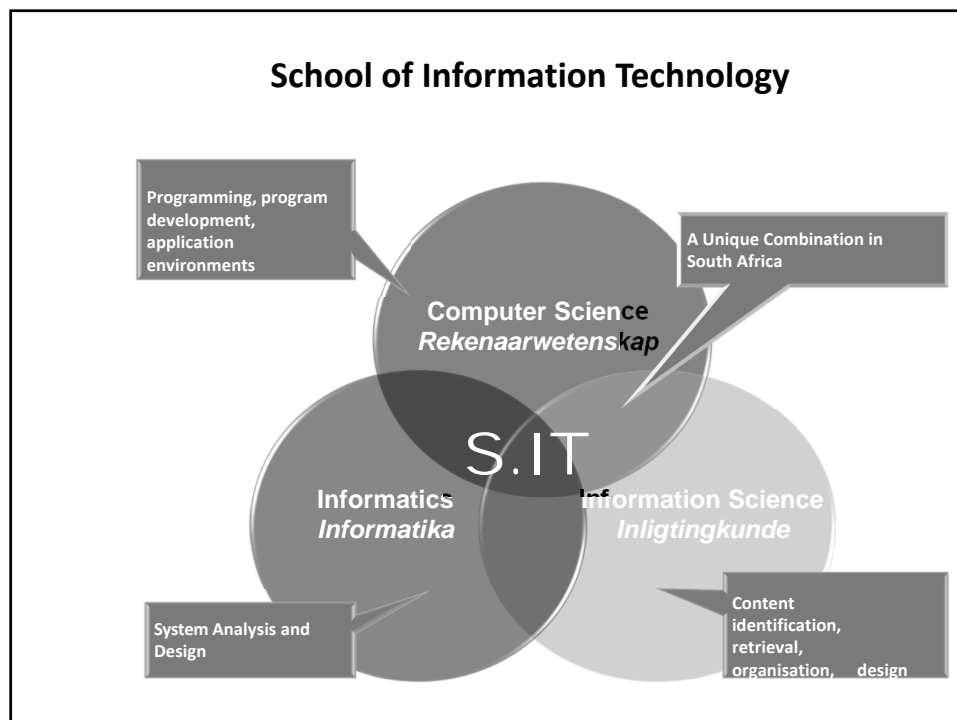 School of Information Technology
Programming, program
development,
application
environments
A Unique Combination in
South Africa
Computer Science
Rekenaarwetenskap
S.IT
Informatics
Informatika
Information Science
Inligtingkunde
System Analysis and
Design
Content
identification,
retrieval,
organisation, design